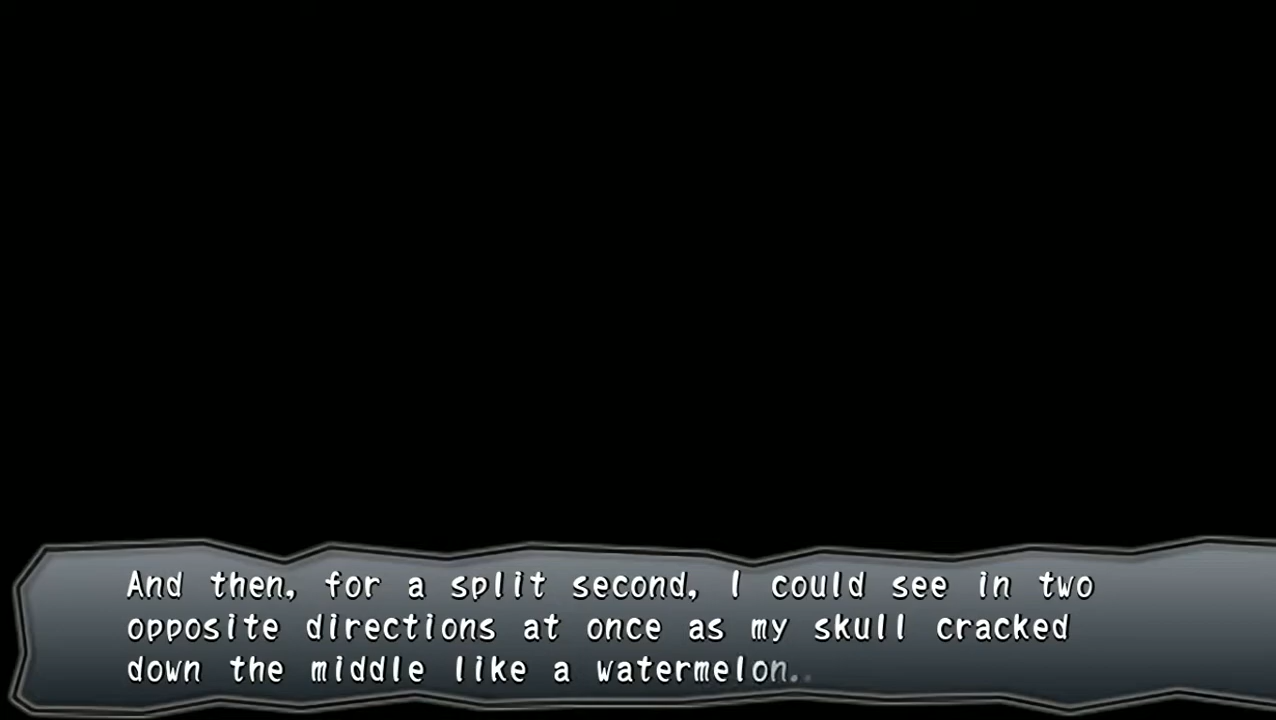 And then, for a split second, I could see in two
opposite directions at once as my skull cracked
down the middle like a watermelon..